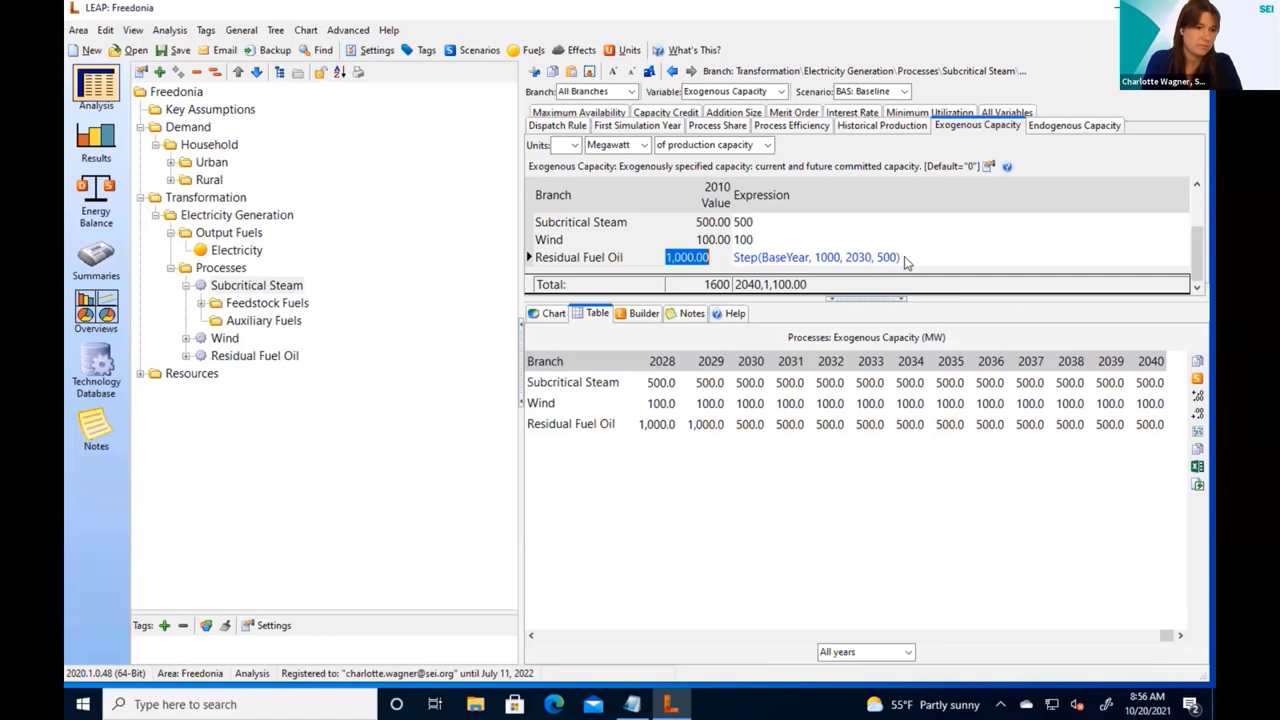 LEAP: Freedonia
SEI
Area Edit View Analysis Tags General Tree Chart Advanced Help
New Open Save Email Backup Find Settings Tags Scenarios Fuels Effects Units What's This?
Charlotte Wagner, S...
Analysis
Results
Energy
Balance
Summaries
Overviews
Technology
Database
Notes
Freedonia
Key Assumptions
Demand
Household
Urban
Rural
Transformation
Electricity Generation
Output Fuels
Electricity
Processes
Subcritical Steam
Feedstock Fuels
Auxiliary Fuels
Wind
Residual Fuel Oil
Resources
Tags: Settings
Branch: Transformation\Electricity Generation\Processes\Subcritical Steam\...
Branch: All Branches Variable: Exogenous Capacity Scenario: BAS: Baseline
Maximum Availability Capacity Credit Addition Size Merit Order Interest Rate Minimum Utilization All Variables
Dispatch Rule First Simulation Year Process Share Process Efficiency Historical Production Exogenous Capacity Endogenous Capacity
Units: Megawatt of production capacity
Exogenous Capacity: Exogenously specified capacity: current and future committed capacity. [Default="0"]
Branch 2010 Value Expression
Subcritical Steam 500.00 500
Wind 100.00 100
Residual Fuel Oil 1,000.00 Step(BaseYear, 1000, 2030, 500)
Total: 1600 2040,1,100.00
Chart Table Builder Notes Help
Processes: Exogenous Capacity (MW)
Branch 2028 2029 2030 2031 2032 2033 2034 2035 2036 2037 2038 2039 2040
Subcritical Steam 500.0 500.0 500.0 500.0 500.0 500.0 500.0 500.0 500.0 500.0 500.0 500.0 500.0
Wind 100.0 100.0 100.0 100.0 100.0 100.0 100.0 100.0 100.0 100.0 100.0 100.0 100.0
Residual Fuel Oil 1,000.0 1,000.0 500.0 500.0 500.0 500.0 500.0 500.0 500.0 500.0 500.0 500.0 500.0
All years
2020.1.0.48 (64-Bit) Area: Freedonia Analysis Registered to: "charlotte.wagner@sei.org" until July 11, 2022
Type here to search
55°F Partly sunny
8:56 AM
10/20/2021
2